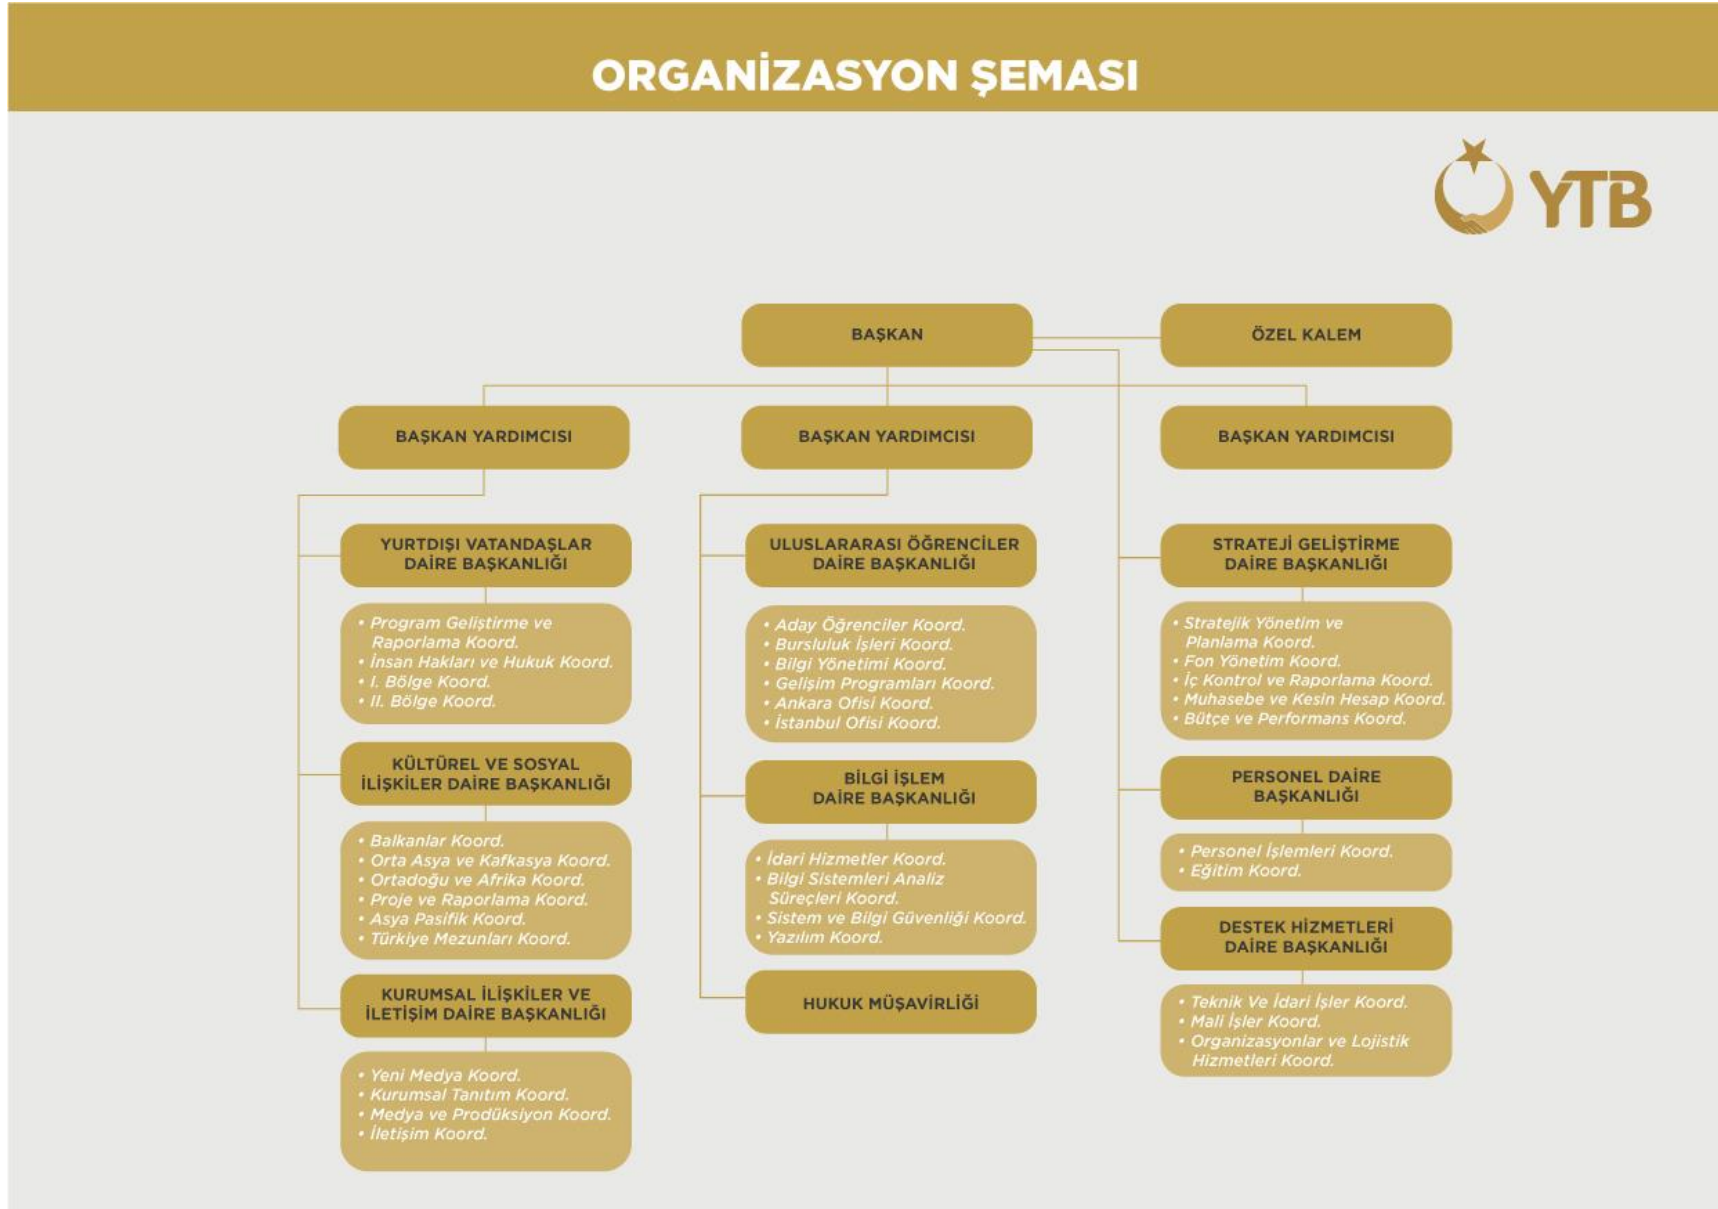 ORGANİZASYON ŞEMASI
YTB
BAŞKAN
ÖZEL KALEM
BAŞKAN YARDIMCISI
BAŞKAN YARDIMCISI
BAŞKAN YARDIMCISI
YURTDIŞI VATANDAŞLAR
DAİRE BAŞKANLIĞI
• Program Geliştirme ve
Raporlama Koord.
• İnsan Hakları ve Hukuk Koord.
• I. Bölge Koord.
• II. Bölge Koord.
KÜLTÜREL VE SOSYAL
İLİŞKİLER DAİRE BAŞKANLIĞI
• Balkanlar Koord.
• Orta Asya ve Kafkasya Koord.
• Ortadoğu ve Afrika Koord.
• Proje ve Raporlama Koord.
• Asya Pasifik Koord.
• Türkiye Mezunları Koord.
KURUMSAL İLİŞKİLER VE
İLETİŞİM DAİRE BAŞKANLIĞI
• Yeni Medya Koord.
• Kurumsal Tanıtım Koord.
• Medya ve Prodüksiyon Koord.
• İletişim Koord.
ULUSLARARASI ÖĞRENCİLER
DAİRE BAŞKANLIĞI
• Aday Öğrenciler Koord.
• Bursluluk İşleri Koord.
• Bilgi Yönetimi Koord.
• Gelişim Programları Koord.
• Ankara Ofisi Koord.
• İstanbul Ofisi Koord.
BİLGİ İŞLEM
DAİRE BAŞKANLIĞI
• İdari Hizmetler Koord.
• Bilgi Sistemleri Analiz
Süreçleri Koord.
• Sistem ve Bilgi Güvenliği Koord.
• Yazılım Koord.
HUKUK MÜŞAVİRLİĞİ
STRATEJİ GELİŞTİRME
DAİRE BAŞKANLIĞI
• Stratejik Yönetim ve
Planlama Koord.
• Fon Yönetim Koord.
• İç Kontrol ve Raporlama Koord.
• Muhasebe ve Kesin Hesap Koord.
• Bütçe ve Performans Koord.
PERSONEL DAİRE
BAŞKANLIĞI
• Personel İşlemleri Koord.
• Eğitim Koord.
DESTEK HİZMETLERİ
DAİRE BAŞKANLIĞI
• Teknik Ve İdari İşler Koord.
• Mali İşler Koord.
• Organizasyonlar ve Lojistik
Hizmetleri Koord.